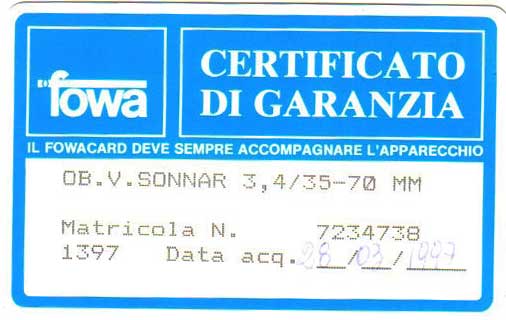 fowa
CERTIFICATO
DI GARANZIA
IL FOWACARD DEVE SEMPRE ACCOMPAGNARE L'APPARECCHIO
OB.V.SONNAR 3,4/35-70 MM
Matricola N. 7234738
1397 Data acq. 28/03/1997